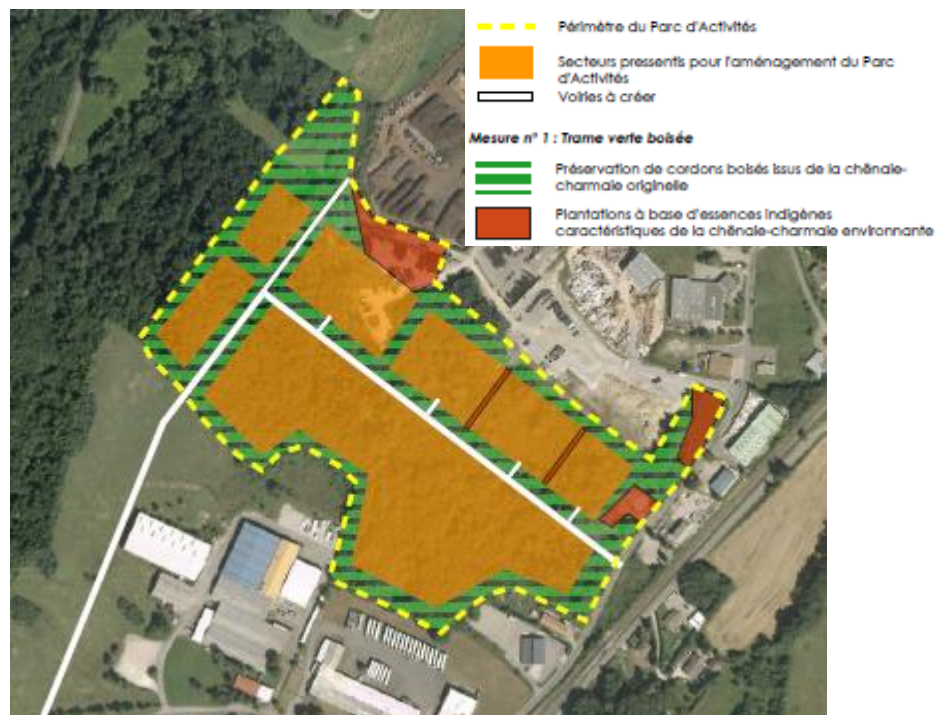 Périmètre du Parc d'Activités
Secteurs pressentis pour l'aménagement du Parc
d'Activités
Voiries à créer
Mesure n° 1 : Trame verte boisée
Préservation de cordons boisés issus de la chênaie-
charmaie originelle
Plantations à base d'essences indigènes
caractéristiques de la chênaie-charmaie environnante